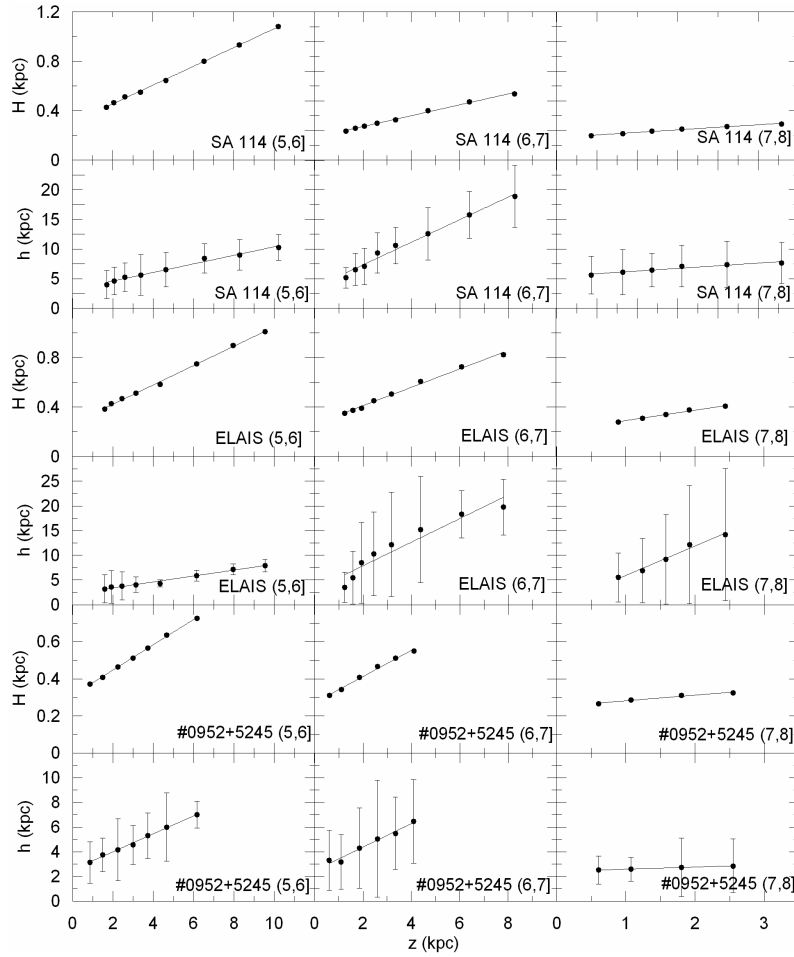 1.2
0.8
0.4
0
H (kpc)
SA 114 (5,6]
SA 114 (6,7]
SA 114 (7,8]
20
15
10
5
0
h (kpc)
SA 114 (5,6]
SA 114 (6,7]
SA 114 (7,8]
0.8
0.4
0
H (kpc)
ELAIS (5,6]
ELAIS (6,7]
ELAIS (7,8]
25
20
15
10
5
0
h (kpc)
ELAIS (5,6]
ELAIS (6,7]
ELAIS (7,8]
0.6
0.4
0.2
0
H (kpc)
#0952+5245 (5,6]
#0952+5245 (6,7]
#0952+5245 (7,8]
10
8
6
4
2
0
h (kpc)
#0952+5245 (5,6]
#0952+5245 (6,7]
#0952+5245 (7,8]
0 2 4 6 8 10 0 2 4 6 8 1 2 3
z (kpc)